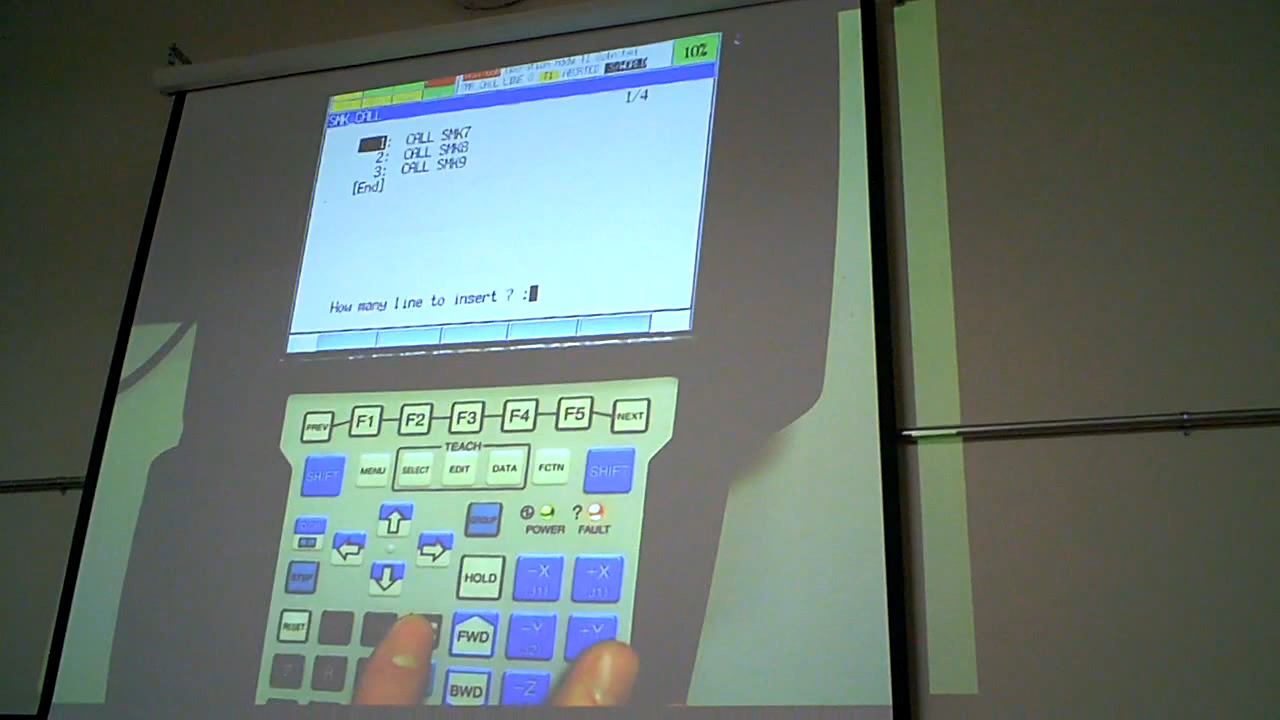 10%
SMK_CALL
1/4
1: CALL SMK7
2: CALL SMK8
3: CALL SMK9
[End]
How many line to insert ? :
PREV F1 F2 F3 F4 F5 NEXT
TEACH
SHIFT MENU SELECT EDIT DATA FCTN SHIFT
GROUP
POWER ? FAULT
STEP HOLD -X (J1) +X (J1)
RESET FWD -Y (J2)
BWD -Z